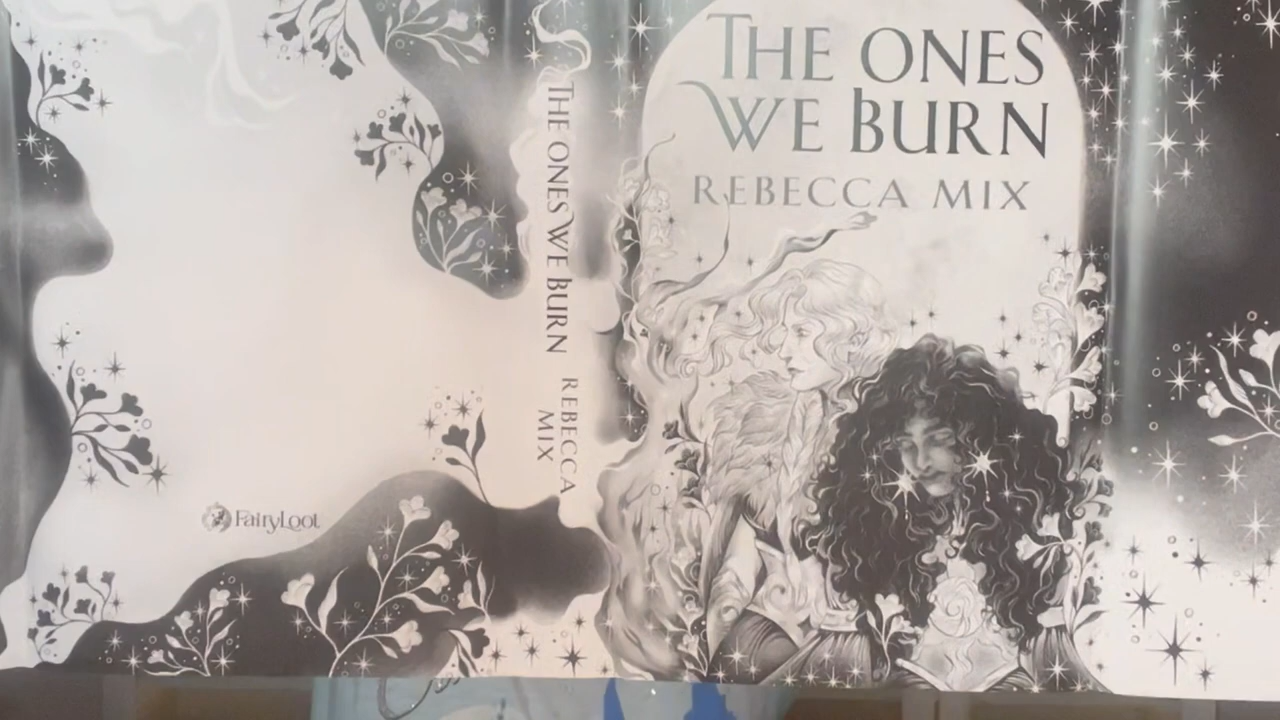 THE ONES
WE BURN
REBECCA MIX
THE ONES WE BURN
REBECCA
MIX
FairyLoot